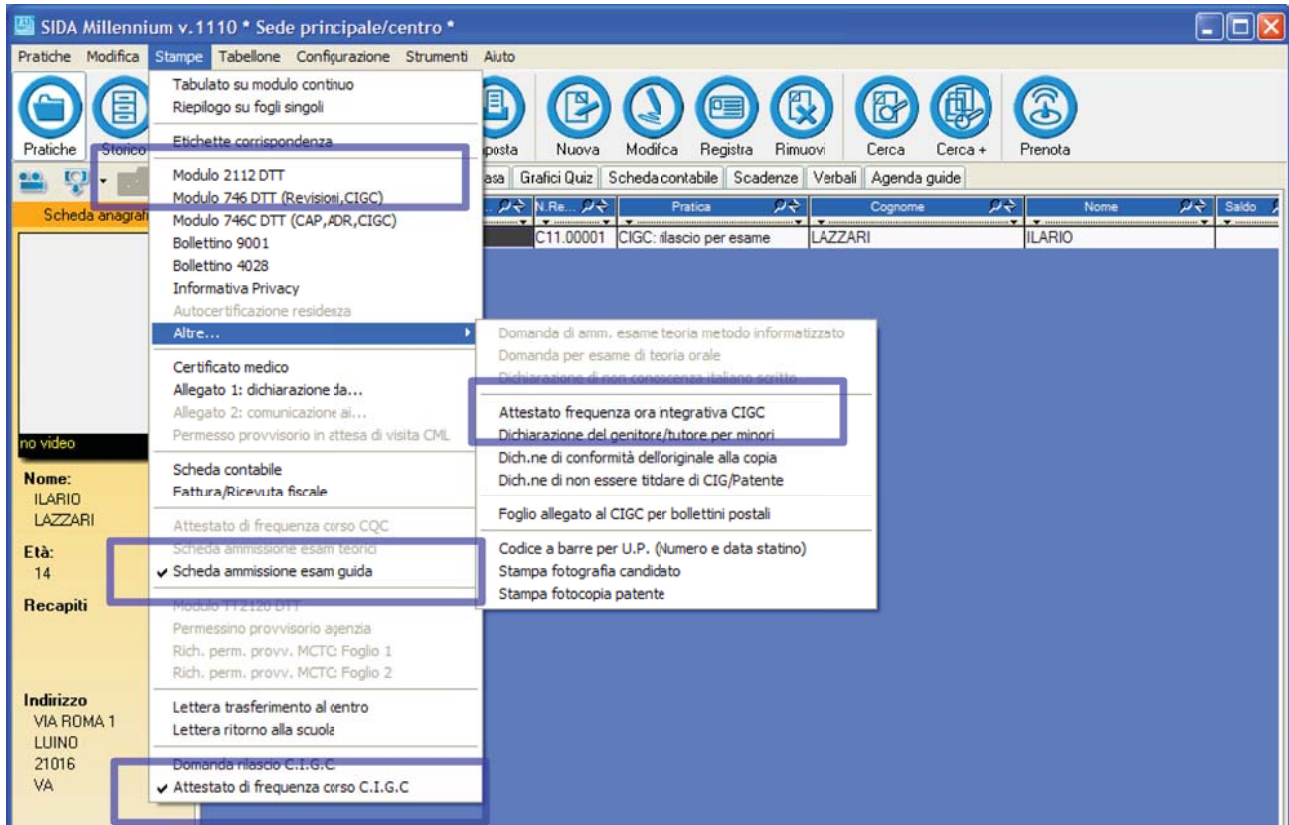 SIDA Millennium v.1110 * Sede principale/centro *
Pratiche Modifica Stampe Tabellone Configurazione Strumenti Aiuto
Pratiche Storico posta Nuova Modifca Registra Rimuovi Cerca Cerca + Prenota
asa Grafici Quiz Scheda contabile Scadenze Verbali Agenda guide
Scheda anagrafi
N.Re... Pratica Cognome Nome Saldo
C11.00001 CIGC: rilascio per esame LAZZARI ILARIO
no video
Nome:
ILARIO
LAZZARI
Età:
14
Recapiti
Indirizzo
VIA ROMA 1
LUINO
21016
VA
Tabulato su modulo continuo
Riepilogo su fogli singoli
Etichette corrispondenza
Modulo 2112 DTT
Modulo 746 DTT (Revisioni,CIGC)
Modulo 746C DTT (CAP,ADR,CIGC)
Bollettino 9001
Bollettino 4028
Informativa Privacy
Autocertificazione residenza
Altre...
Certificato medico
Allegato 1: dichiarazione da...
Allegato 2: comunicazione ai...
Permesso provvisorio in attesa di visita CML
Scheda contabile
Fattura/Ricevuta fiscale
Attestato di frequenza corso CQC
Scheda ammissione esam teorici
Scheda ammissione esam guida
Modulo TT2120 DTT
Permessino provvisorio agenzia
Rich. perm. provv. MCTC: Foglio 1
Rich. perm. provv. MCTC: Foglio 2
Lettera trasferimento al centro
Lettera ritorno alla scuola
Domanda rilascio C.I.G.C
Attestato di frequenza corso C.I.G.C
Domanda di amm. esame teoria metodo informatizzato
Domanda per esame di teoria orale
Dichiarazione di non conoscenza italiano scritto
Attestato frequenza ora integrativa CIGC
Dichiarazione del genitore/tutore per minori
Dich.ne di conformità dell'originale alla copia
Dich.ne di non essere titolare di CIG/Patente
Foglio allegato al CIGC per bollettini postali
Codice a barre per U.P. (Numero e data statino)
Stampa fotografia candidato
Stampa fotocopia patente